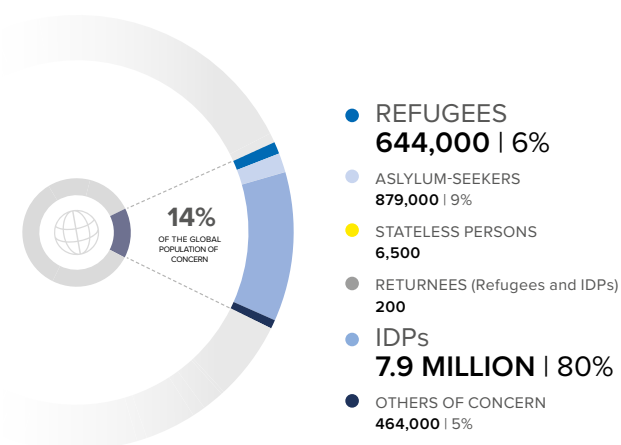 14%
OF THE GLOBAL
POPULATION OF
CONCERN
REFUGEES
644,000 | 6%
ASLYLUM-SEEKERS
879,000 | 9%
STATELESS PERSONS
6,500
RETURNEES (Refugees and IDPs)
200
IDPs
7.9 MILLION | 80%
OTHERS OF CONCERN
464,000 | 5%